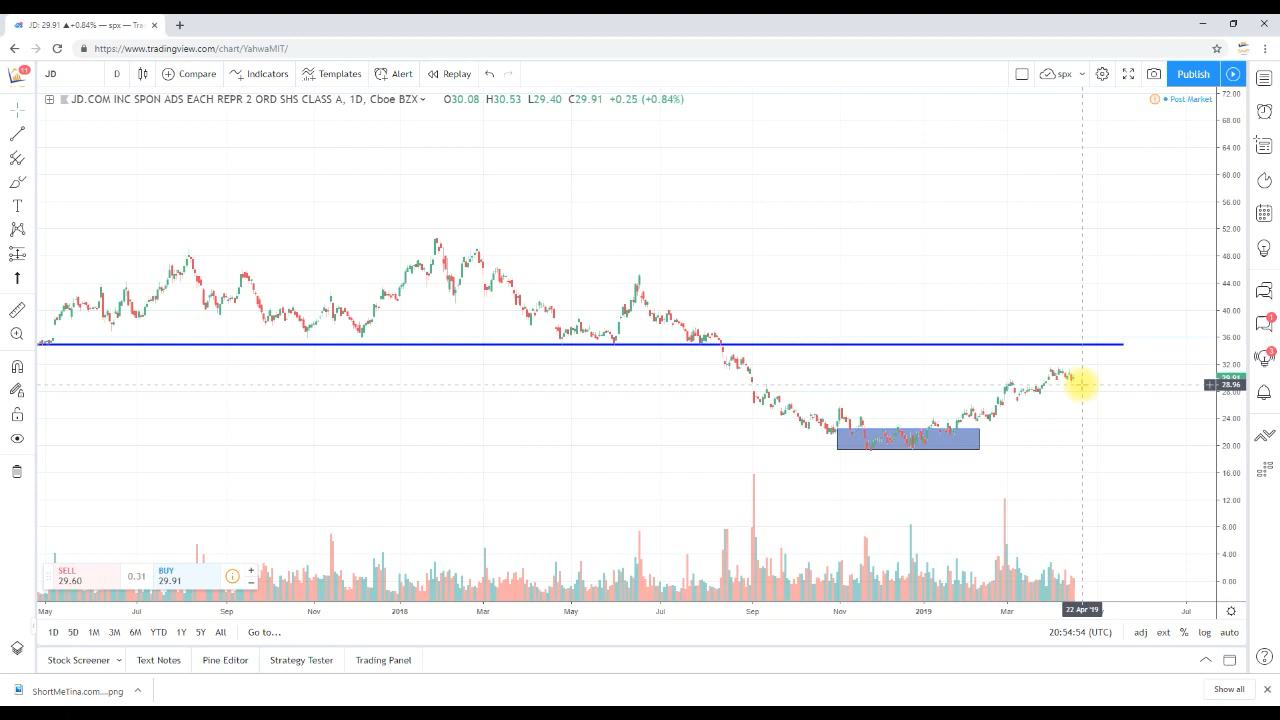 JD: 29.91 ▲+0.84% — spx — Tra
https://www.tradingview.com/chart/YahwaMIT/
11
JD
D
Compare
Indicators
Templates
Alert
Replay
spx
Publish
JD.COM INC SPON ADS EACH REPR 2 ORD SHS CLASS A, 1D, Cboe BZX
O30.08 H30.53 L29.40 C29.91 +0.25 (+0.84%)
Post Market
72.00
68.00
64.00
60.00
56.00
52.00
48.00
44.00
40.00
36.00
32.00
29.91
28.96
28.00
24.00
20.00
16.00
12.00
8.00
4.00
0.00
1
3
SELL
29.60
0.31
BUY
29.91
May
Jul
Sep
Nov
2018
Mar
May
Jul
Sep
Nov
2019
Mar
22 Apr '19
Jul
1D 5D 1M 3M 6M YTD 1Y 5Y All Go to...
20:54:54 (UTC)
adj ext % log auto
Stock Screener
Text Notes
Pine Editor
Strategy Tester
Trading Panel
ShortMeTina.com....png
Show all